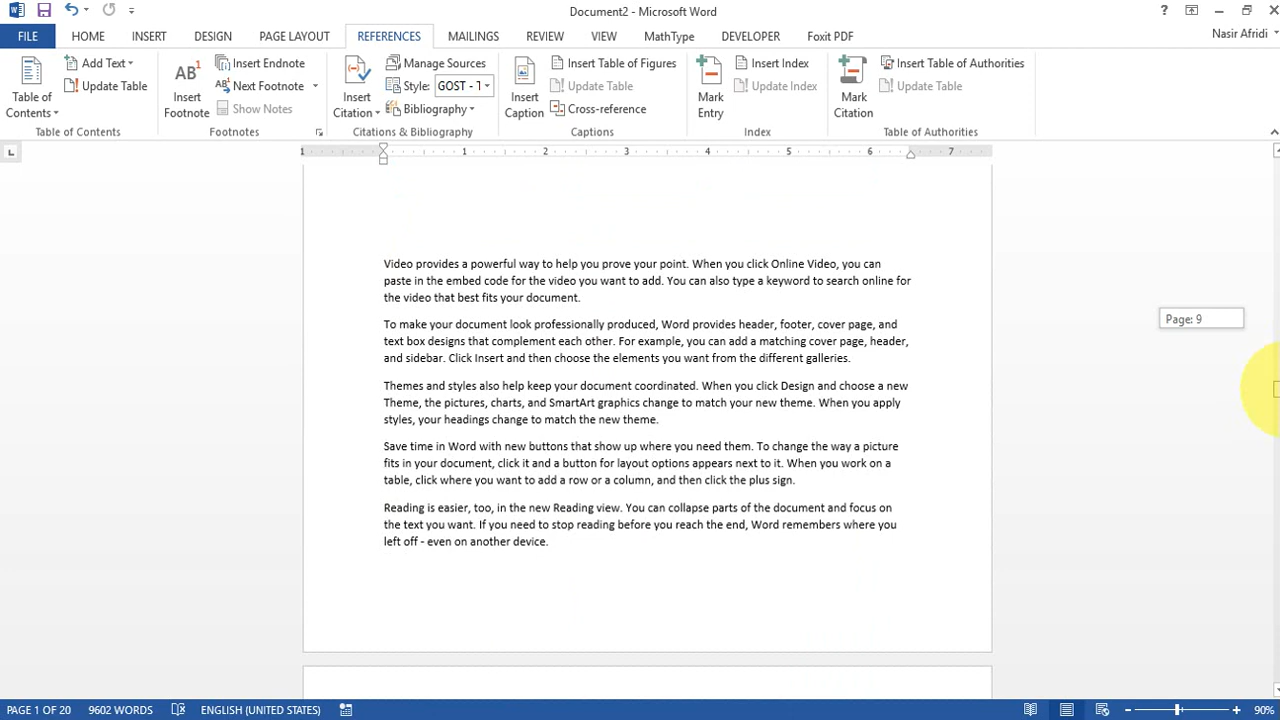 Document2 - Microsoft Word
Nasir Afridi
FILE HOME INSERT DESIGN PAGE LAYOUT REFERENCES MAILINGS REVIEW VIEW MathType DEVELOPER Foxit PDF
Table of Contents
Add Text
Update Table
Table of Contents
AB1
Insert Footnote
Insert Endnote
Next Footnote
Show Notes
Footnotes
Insert Citation
Manage Sources
Style: GOST - T
Bibliography
Citations & Bibliography
Insert Caption
Insert Table of Figures
Update Table
Cross-reference
Captions
Mark Entry
Insert Index
Update Index
Index
Mark Citation
Insert Table of Authorities
Update Table
Table of Authorities
1 1 2 3 4 5 6 7
Video provides a powerful way to help you prove your point. When you click Online Video, you can
paste in the embed code for the video you want to add. You can also type a keyword to search online for
the video that best fits your document.
To make your document look professionally produced, Word provides header, footer, cover page, and
text box designs that complement each other. For example, you can add a matching cover page, header,
and sidebar. Click Insert and then choose the elements you want from the different galleries.
Themes and styles also help keep your document coordinated. When you click Design and choose a new
Theme, the pictures, charts, and SmartArt graphics change to match your new theme. When you apply
styles, your headings change to match the new theme.
Save time in Word with new buttons that show up where you need them. To change the way a picture
fits in your document, click it and a button for layout options appears next to it. When you work on a
table, click where you want to add a row or a column, and then click the plus sign.
Reading is easier, too, in the new Reading view. You can collapse parts of the document and focus on
the text you want. If you need to stop reading before you reach the end, Word remembers where you
left off - even on another device.
Page: 9
PAGE 1 OF 20 9602 WORDS ENGLISH (UNITED STATES) 90%